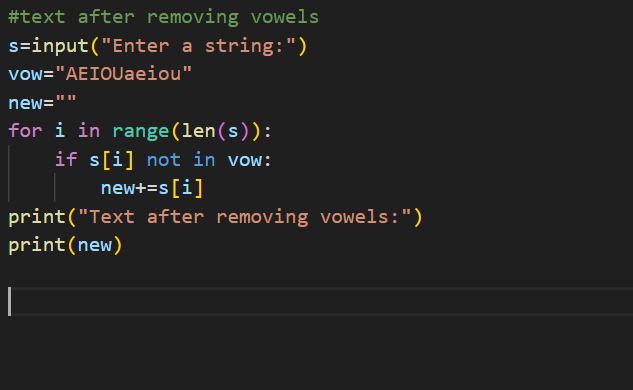 #text after removing vowels
s=input("Enter a string:")
vow="AEIOUaeiou"
new=""
for i in range(len(s)):
    if s[i] not in vow:
        new+=s[i]
print("Text after removing vowels:")
print(new)